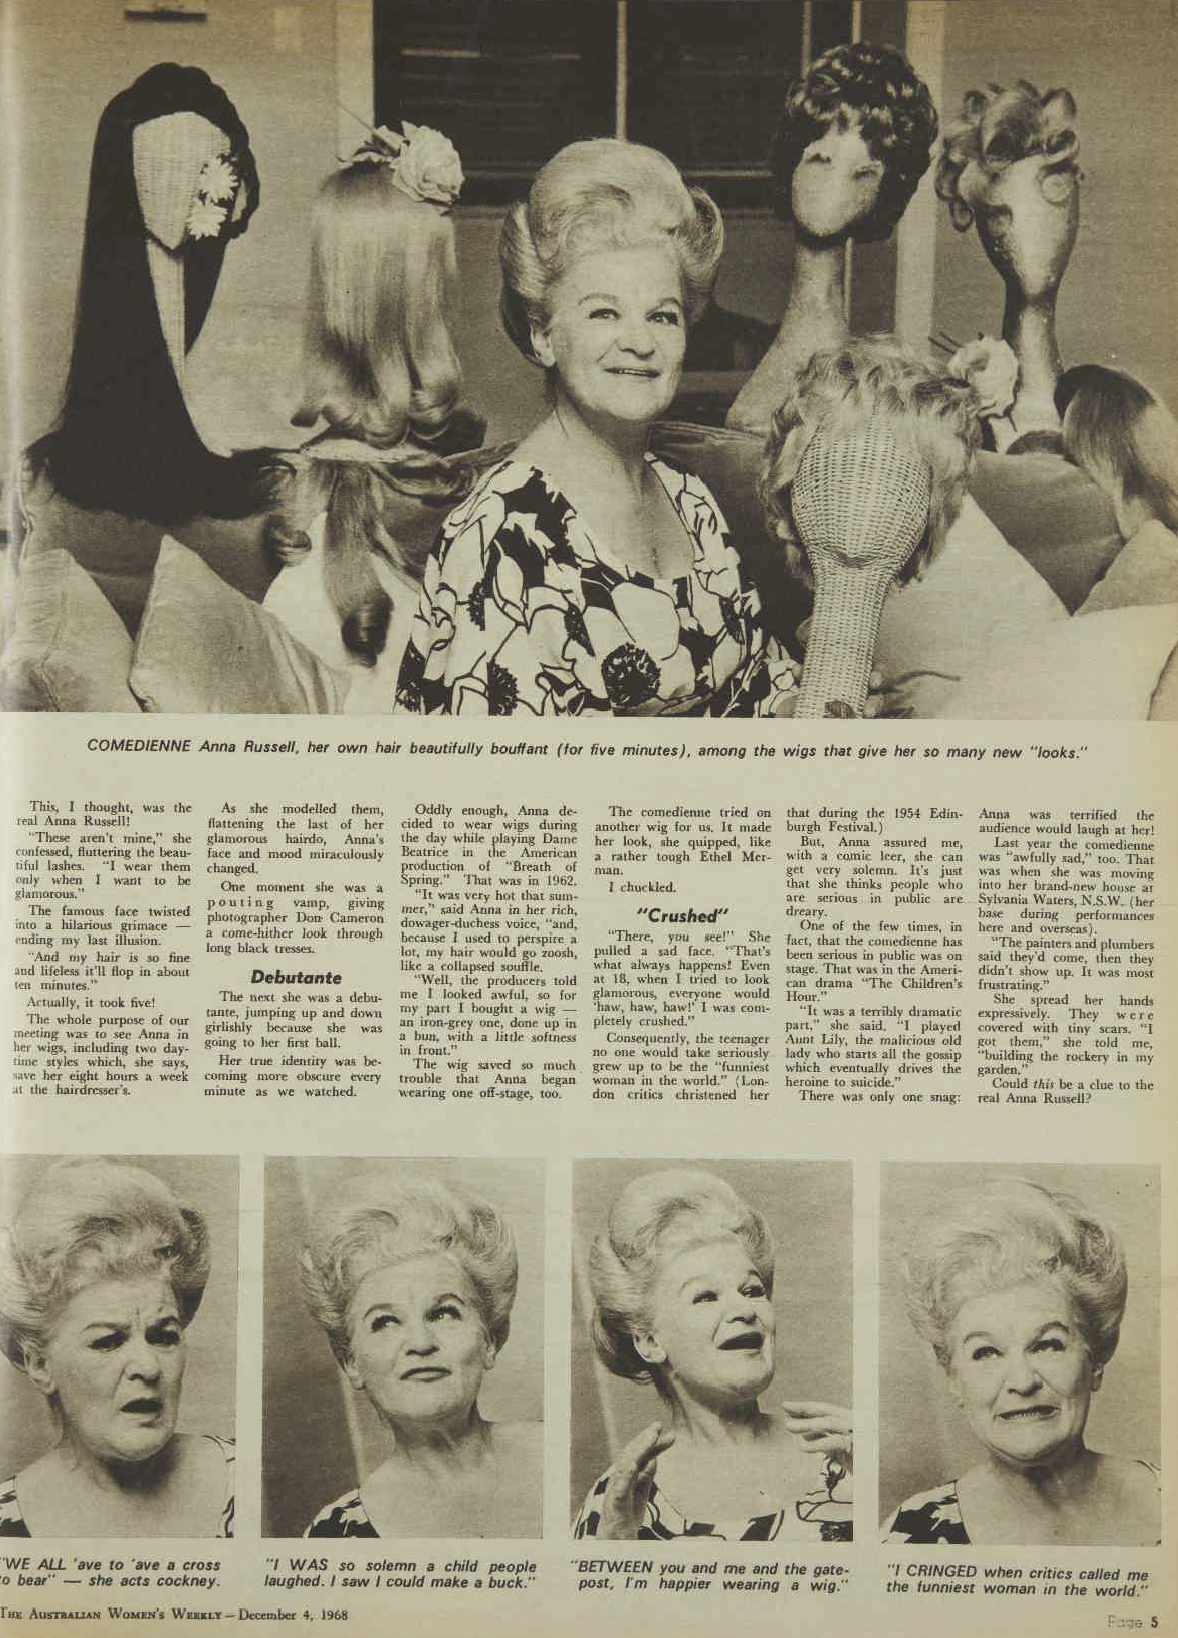 COMEDIENNE Anna Russell, her own hair beautifully bouffant (for five minutes), among the wigs that give her so many new "looks."
This, I thought, was the
real Anna Russell!
"These aren't mine," she
confessed, fluttering the beau-
tiful lashes. "I wear them
only when I want to be
glamorous."
The famous face twisted
into a hilarious grimace —
ending my last illusion.
"And my hair is so fine
and lifeless it'll flop in about
ten minutes."
Actually, it took five!
The whole purpose of our
meeting was to see Anna in
her wigs, including two day-
time styles which, she says,
save her eight hours a week
at the hairdresser's.
As she modelled them,
flattening the last of her
glamorous hairdo, Anna's
face and mood miraculously
changed.
One moment she was a
pouting vamp, giving
photographer Don Cameron
a come-hither look through
long black tresses.
Debutante
The next she was a debu-
tante, jumping up and down
girlishly because she was
going to her first ball.
Her true identity was be-
coming more obscure every
minute as we watched.
Oddly enough, Anna de-
cided to wear wigs during
the day while playing Dame
Beatrice in the American
production of "Breath of
Spring." That was in 1962.
"It was very hot that sum-
mer," said Anna in her rich,
dowager-duchess voice, "and,
because I used to perspire a
lot, my hair would go zoosh,
like a collapsed souffle.
"Well, the producers told
me I looked awful, so for
my part I bought a wig —
an iron-grey one, done up in
a bun, with a little softness
in front."
The wig saved so much
trouble that Anna began
wearing one off-stage, too.
The comedienne tried on
another wig for us. It made
her look, she quipped, like
a rather tough Ethel Mer-
man.
I chuckled.
"Crushed"
"There, you see!" She
pulled a sad face. "That's
what always happens! Even
at 18, when I tried to look
glamorous, everyone would
'haw, haw, haw!' I was com-
pletely crushed."
Consequently, the teenager
no one would take seriously
grew up to be the "funniest
woman in the world." (Lon-
don critics christened her
that during the 1954 Edin-
burgh Festival.)
But, Anna assured me,
with a comic leer, she can
get very solemn. It's just
that she thinks people who
are serious in public are
dreary.
One of the few times, in
fact, that the comedienne has
been serious in public was on
stage. That was in the Ameri-
can drama "The Children's
Hour."
"It was a terribly dramatic
part," she said. "I played
Aunt Lily, the malicious old
lady who starts all the gossip
which eventually drives the
heroine to suicide."
There was only one snag:
Anna was terrified the
audience would laugh at her!
Last year the comedienne
was "awfully sad," too. That
was when she was moving
into her brand-new house at
Sylvania Waters, N.S.W. (her
base during performances
here and overseas).
"The painters and plumbers
said they'd come, then they
didn't show up. It was most
frustrating."
She spread her hands
expressively. They were
covered with tiny scars. "I
got them," she told me,
"building the rockery in my
garden."
Could this be a clue to the
real Anna Russell?
"WE ALL 'ave to 'ave a cross
to bear" — she acts cockney.
"I WAS so solemn a child people
laughed. I saw I could make a buck."
"BETWEEN you and me and the gate-
post, I'm happier wearing a wig."
"I CRINGED when critics called me
the funniest woman in the world."
THE AUSTRALIAN WOMEN'S WEEKLY — December 4, 1968
Page 5